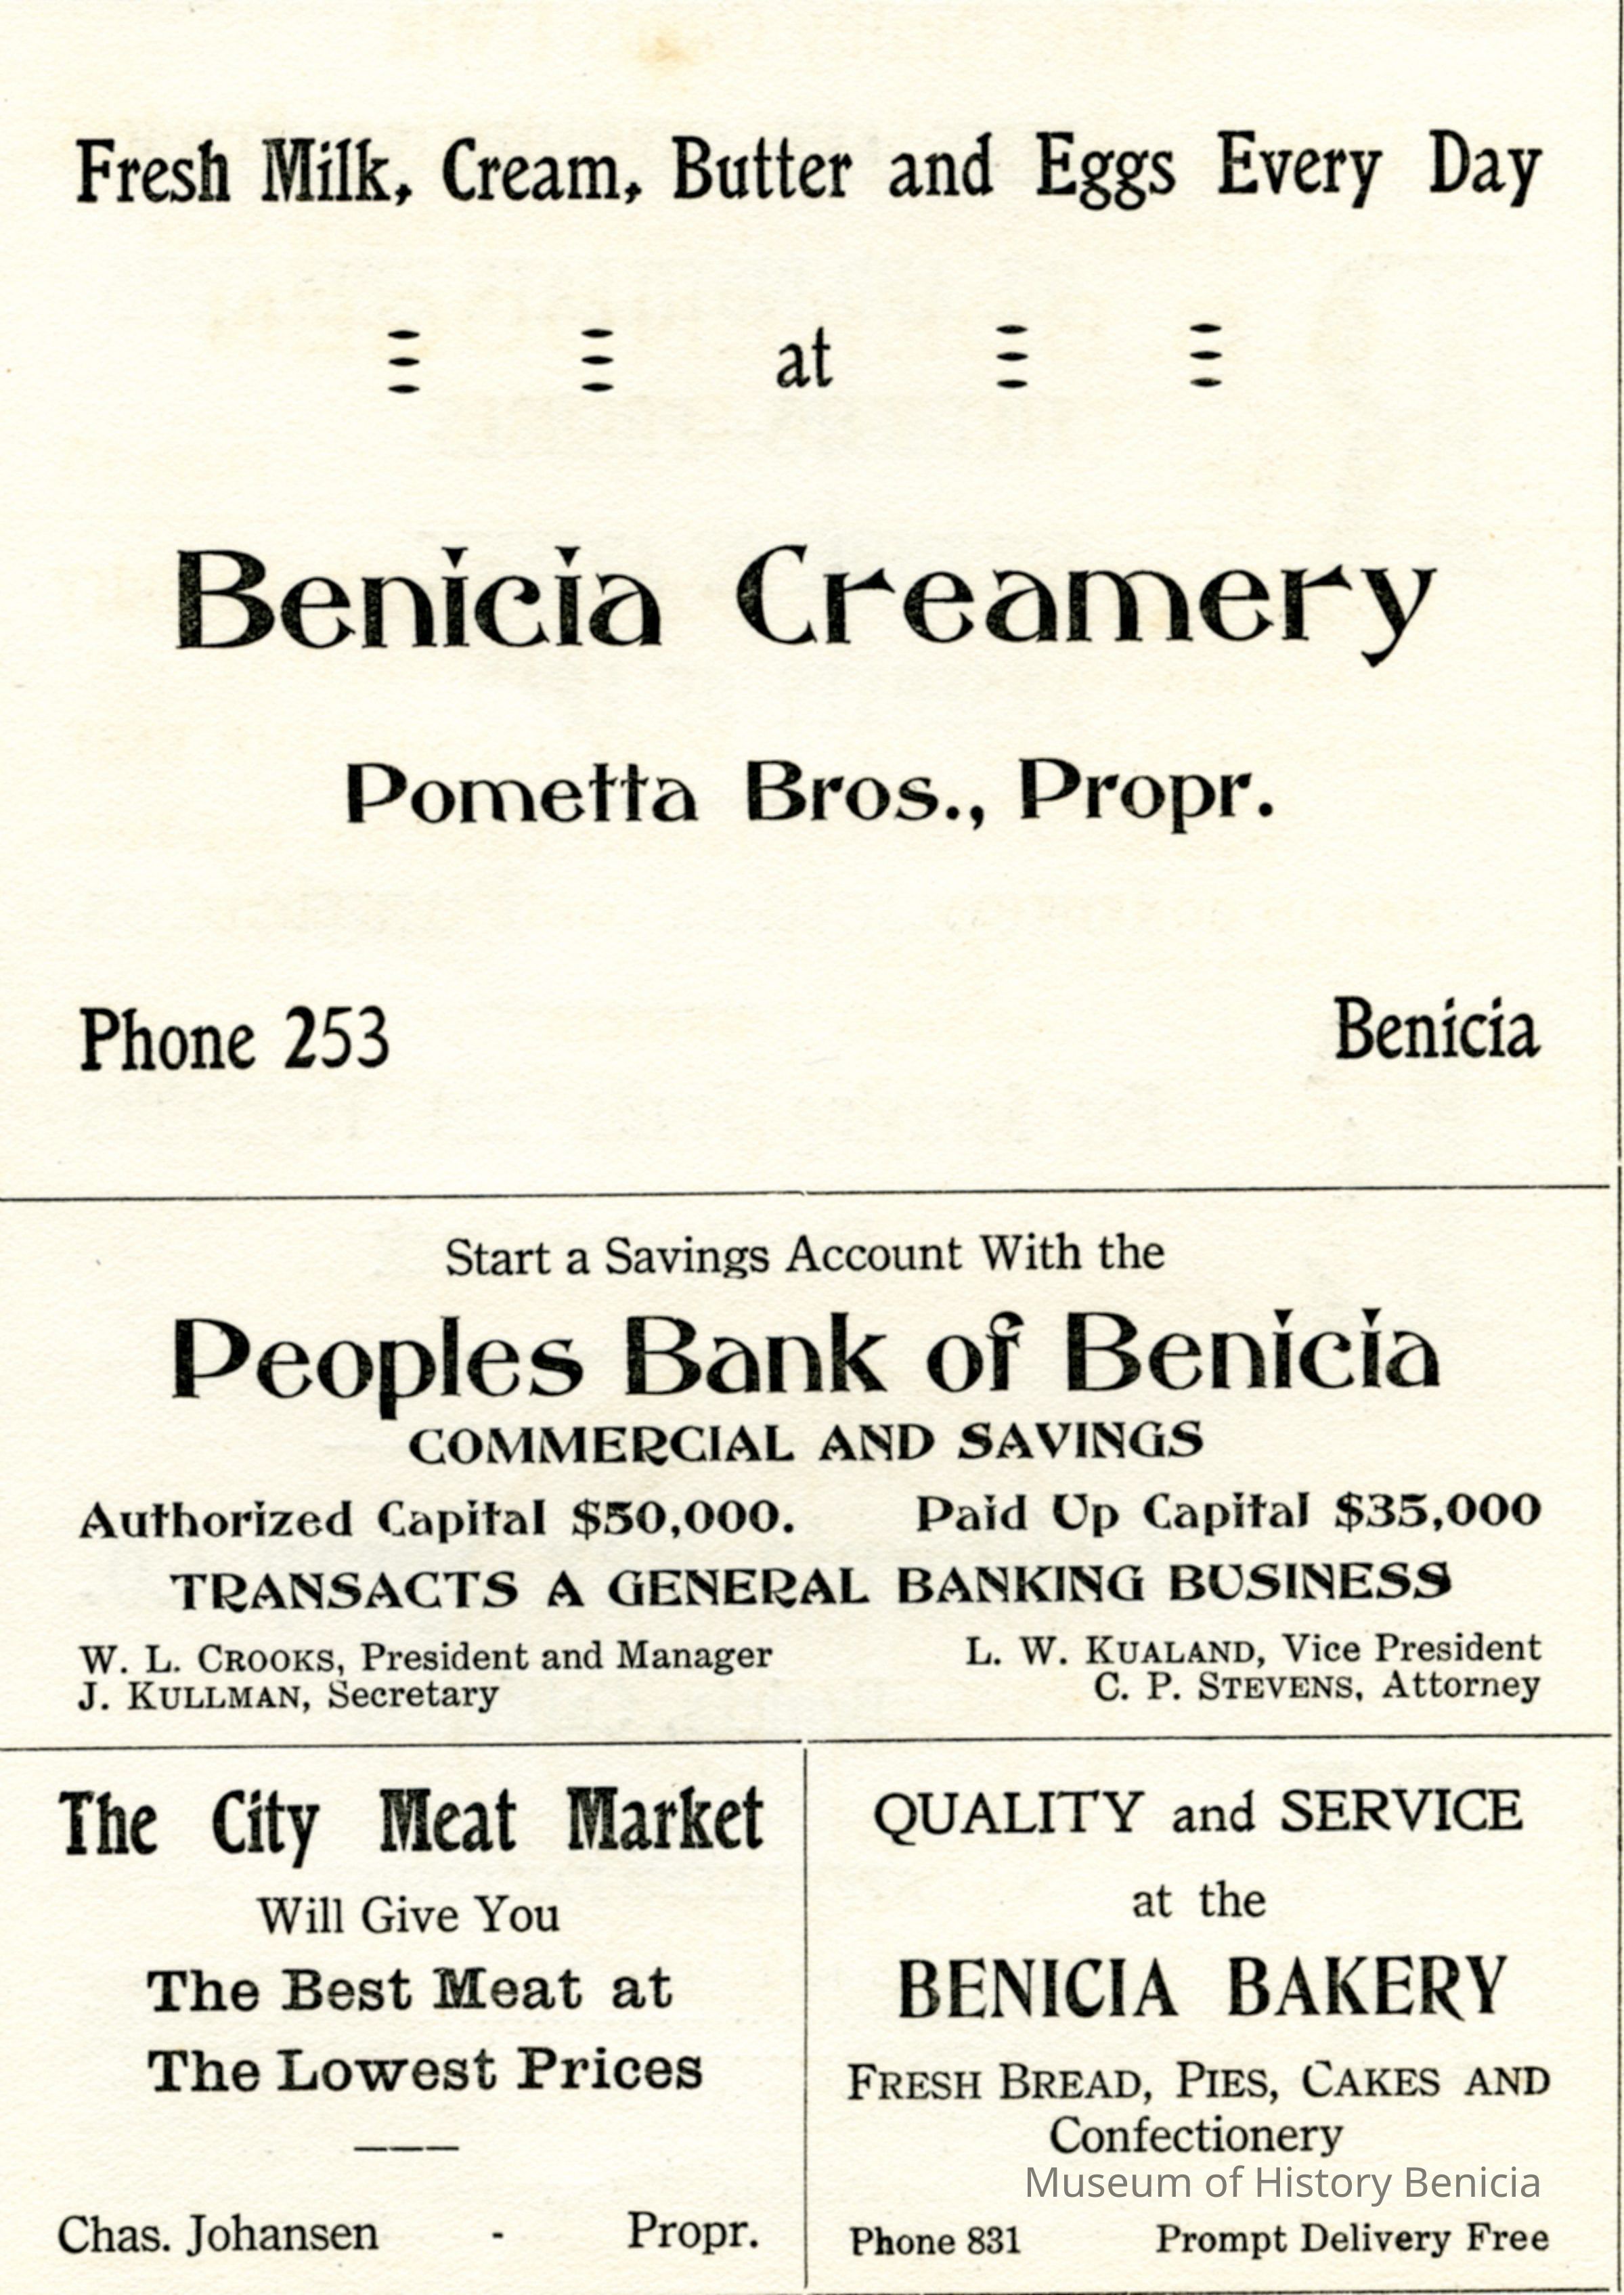 Fresh Milk, Cream, Butter and Eggs Every Day
at
Benicia Creamery
Pometta Bros., Propr.
Phone 253 Benicia
Start a Savings Account With the
Peoples Bank of Benicia
COMMERCIAL AND SAVINGS
Authorized Capital $50,000. Paid Up Capital $35,000
TRANSACTS A GENERAL BANKING BUSINESS
W. L. CROOKS, President and Manager L. W. KUALAND, Vice President
J. KULLMAN, Secretary C. P. STEVENS, Attorney
The City Meat Market
Will Give You
The Best Meat at
The Lowest Prices
Chas. Johansen - Propr.
QUALITY and SERVICE
at the
BENICIA BAKERY
FRESH BREAD, PIES, CAKES AND
Confectionery
Museum of History Benicia
Phone 831 Prompt Delivery Free